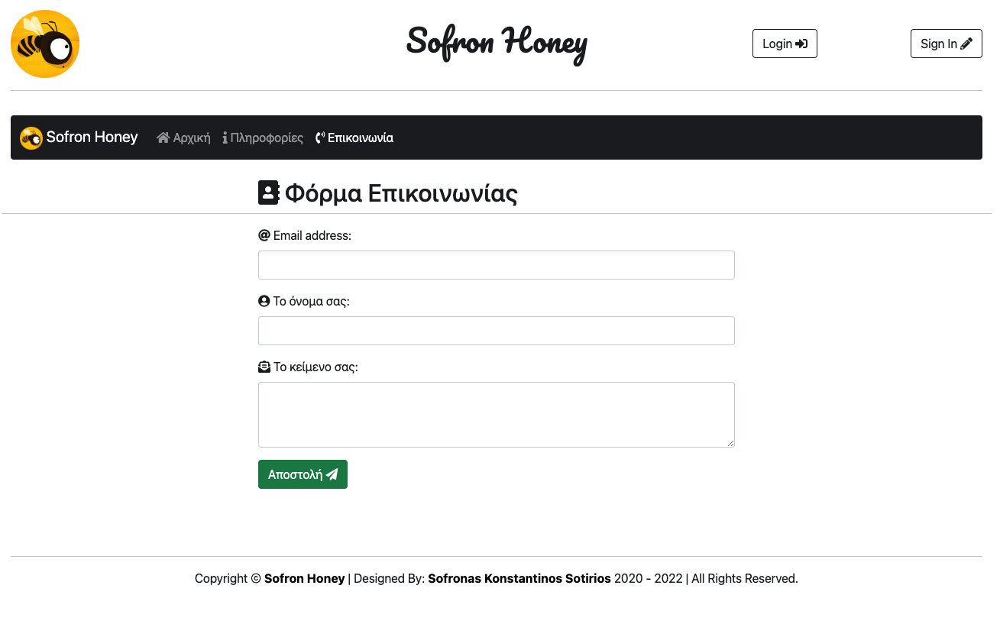 Sofron Honey
Login
Sign In
Sofron Honey Αρχική Πληροφορίες Επικοινωνία
Φόρμα Επικοινωνίας
Email address:
Το όνομα σας:
Το κείμενο σας:
Αποστολή
Copyright © Sofron Honey | Designed By: Sofronas Konstantinos Sotirios 2020 - 2022 | All Rights Reserved.